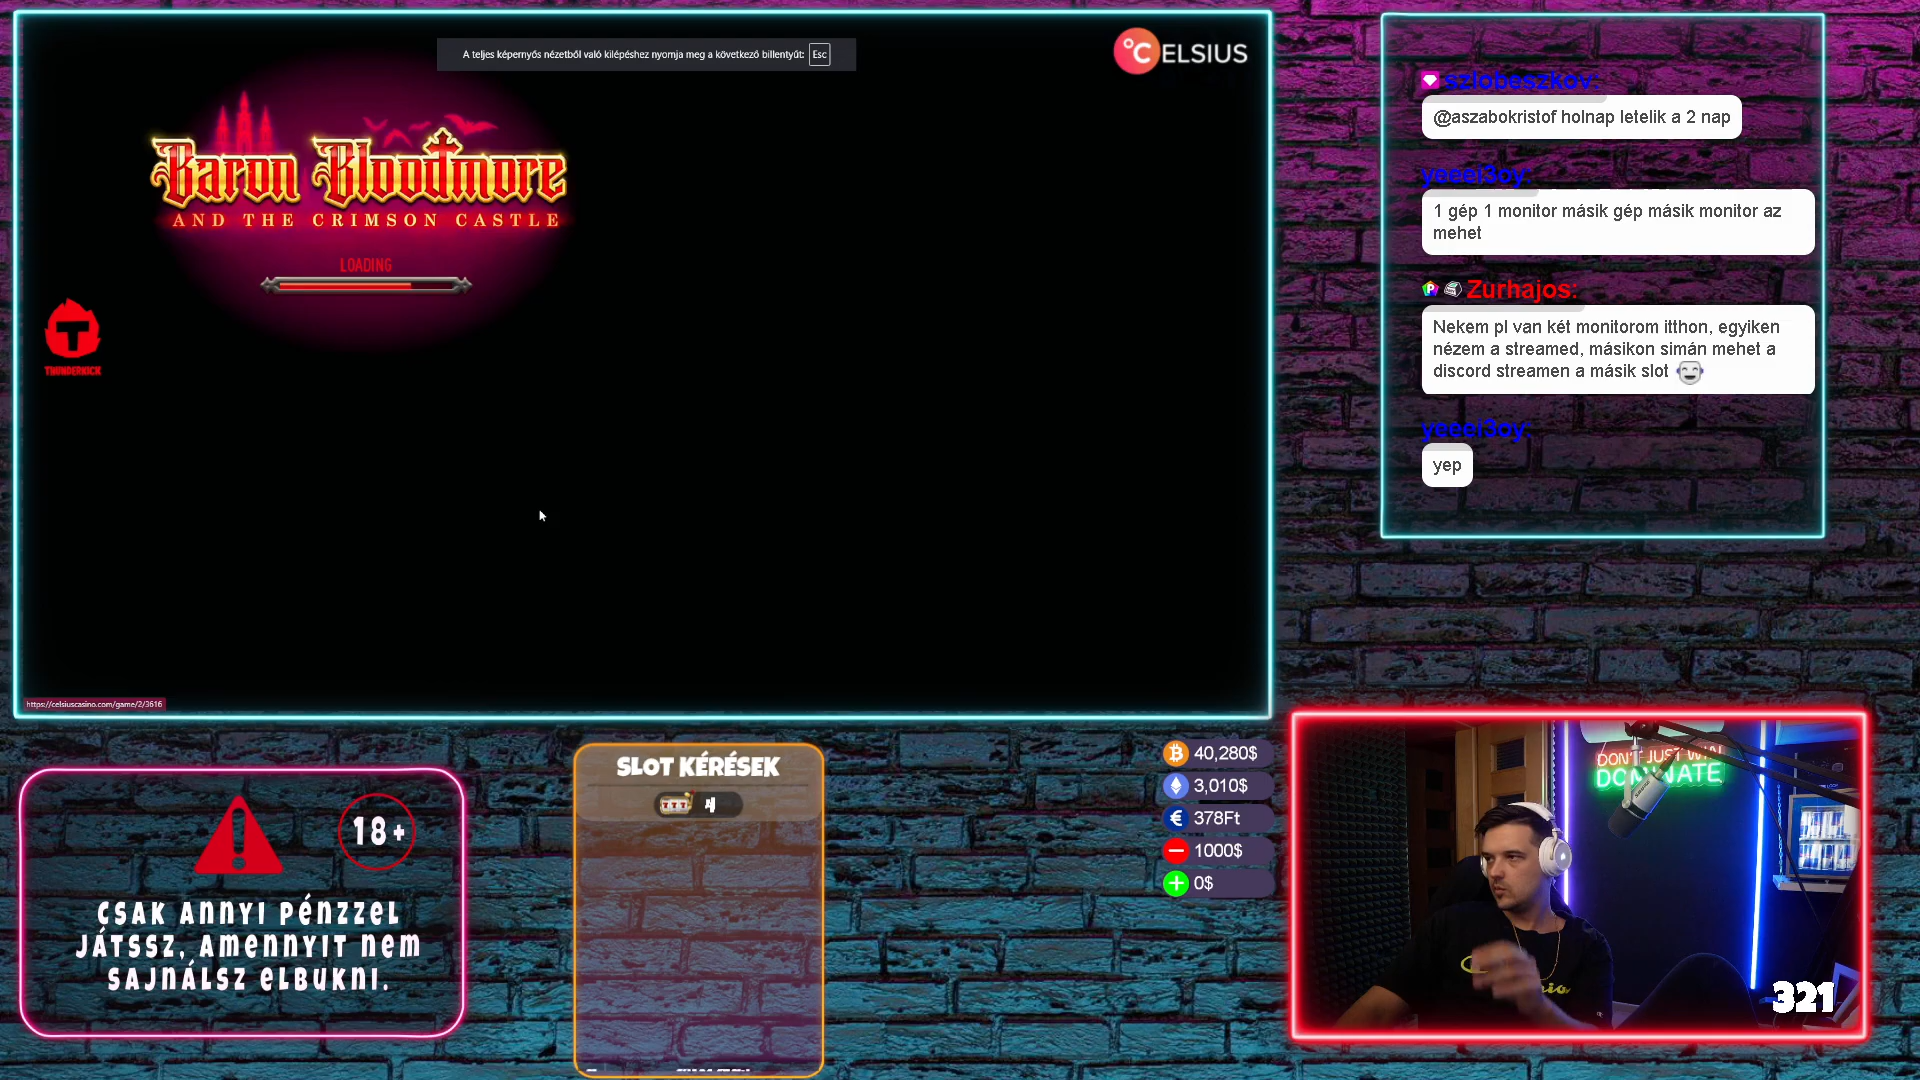 A teljes képernyős nézetből való kilépéshez nyomja meg a következő billentyűt: Esc
°CELSIUS
Baron Bloodmore
AND THE CRIMSON CASTLE
LOADING
THUNDERKICK
https://celsiuscasino.com/game/2/3616
szlobeszkov:
@aszabokristof holnap letelik a 2 nap
yeeei3oy:
1 gép 1 monitor másik gép másik monitor az
mehet
Zurhajos:
Nekem pl van két monitorom itthon, egyiken
nézem a streamed, másikon simán mehet a
discord streamen a másik slot
yeeei3oy:
yep
18+
CSAK ANNYI PÉNZZEL
JÁTSSZ, AMENNYIT NEM
SAJNÁLSZ ELBUKNI.
SLOT KÉRÉSEK
4
40,280$
3,010$
378Ft
1000$
0$
DON'T JUST WIN
DOMINATE
321